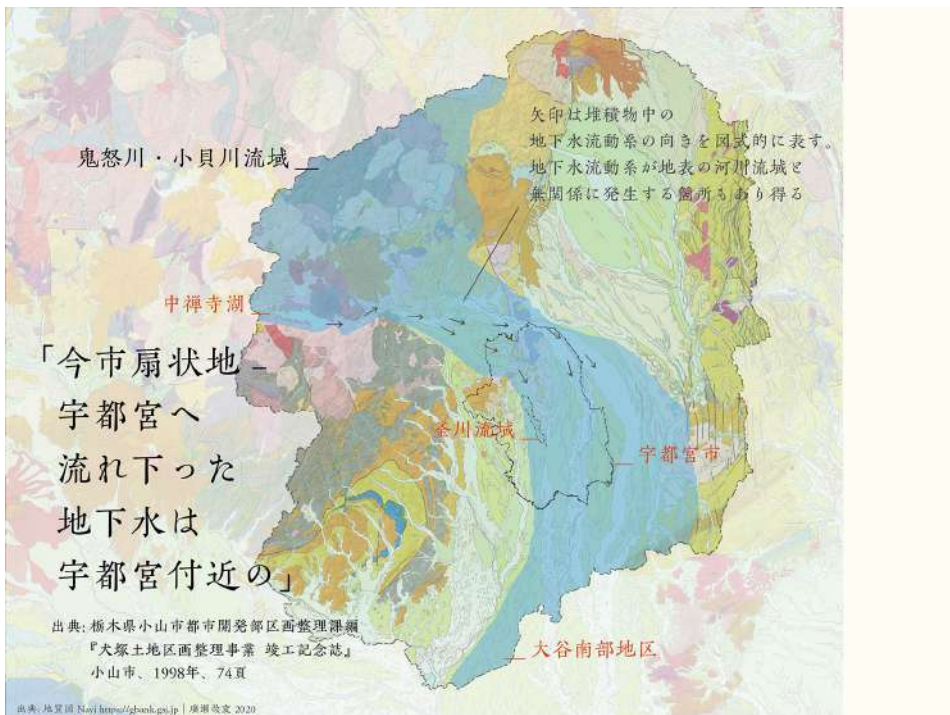 矢印は堆積物中の
地下水流動系の向きを図式的に表す。
地下水流動系が地表の河川流域と
無関係に発生する箇所もあり得る
鬼怒川・小貝川流域
中禅寺湖
「今市扇状地–
宇都宮へ
流れ下った
地下水は
宇都宮付近の」
釜川流域
宇都宮市
大谷南部地区
出典: 栃木県小山市都市開発部区画整理課編
『犬塚土地区画整理事業 竣工記念誌』
小山市、1998年、74頁
出典: 地質図 Navi https://gbank.gsj.jp | 廣瀬改変 2020